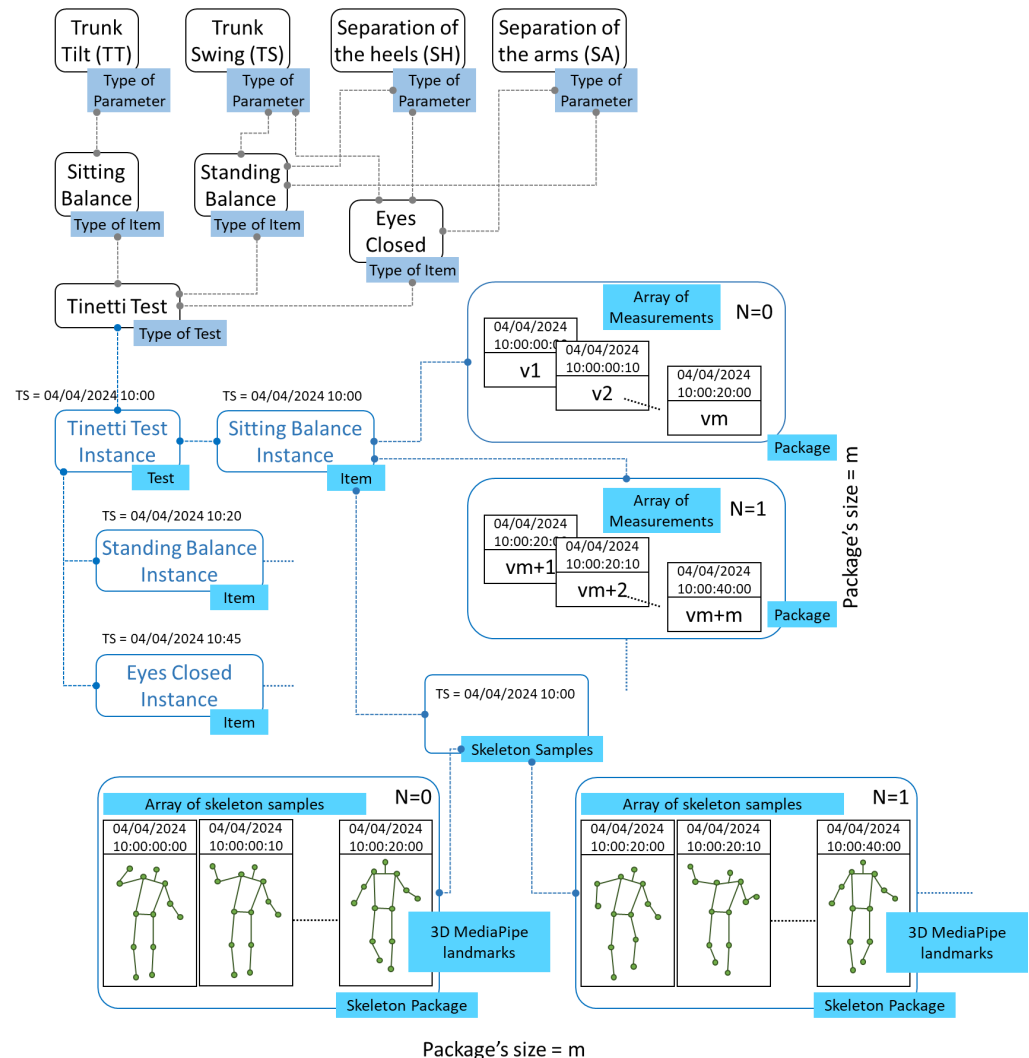 Trunk
Tilt (TT)
Type of
Parameter
Trunk
Swing (TS)
Type of
Parameter
Separation of
the heels (SH)
Type of
Parameter
Separation of
the arms (SA)
Type of
Parameter
Sitting
Balance
Type of Item
Standing
Balance
Type of Item
Eyes
Closed
Type of Item
Tinetti Test
Type of Test
Array of
Measurements
N=0
04/04/2024
10:00:00:00
v1
04/04/2024
10:00:00:10
v2
04/04/2024
10:00:20:00
vm
Package
TS = 04/04/2024 10:00
Tinetti Test
Instance
Test
TS = 04/04/2024 10:00
Sitting Balance
Instance
Item
Array of
Measurements
N=1
04/04/2024
10:00:20:00
vm+1
04/04/2024
10:00:20:10
vm+2
04/04/2024
10:00:40:00
vm+m
Package
Package's size = m
TS = 04/04/2024 10:20
Standing Balance
Instance
Item
TS = 04/04/2024 10:45
Eyes Closed
Instance
Item
TS = 04/04/2024 10:00
Skeleton Samples
Array of skeleton samples
N=0
04/04/2024
10:00:00:00
04/04/2024
10:00:00:10
04/04/2024
10:00:20:00
3D MediaPipe
landmarks
Skeleton Package
Array of skeleton samples
N=1
04/04/2024
10:00:20:00
04/04/2024
10:00:20:10
04/04/2024
10:00:40:00
3D MediaPipe
landmarks
Skeleton Package
Package's size = m